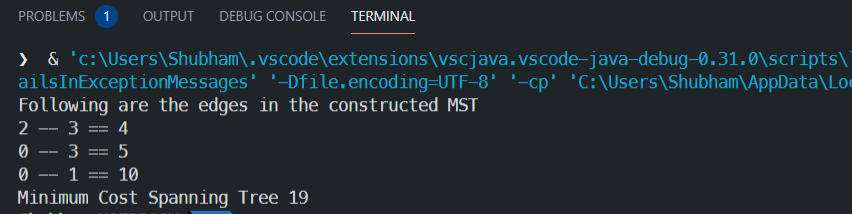 PROBLEMS 1 OUTPUT DEBUG CONSOLE TERMINAL
❯ & 'c:\Users\Shubham\.vscode\extensions\vscjava.vscode-java-debug-0.31.0\scripts\
ailsInExceptionMessages' '-Dfile.encoding=UTF-8' '-cp' 'C:\Users\Shubham\AppData\Loc
Following are the edges in the constructed MST
2 -- 3 == 4
0 -- 3 == 5
0 -- 1 == 10
Minimum Cost Spanning Tree 19